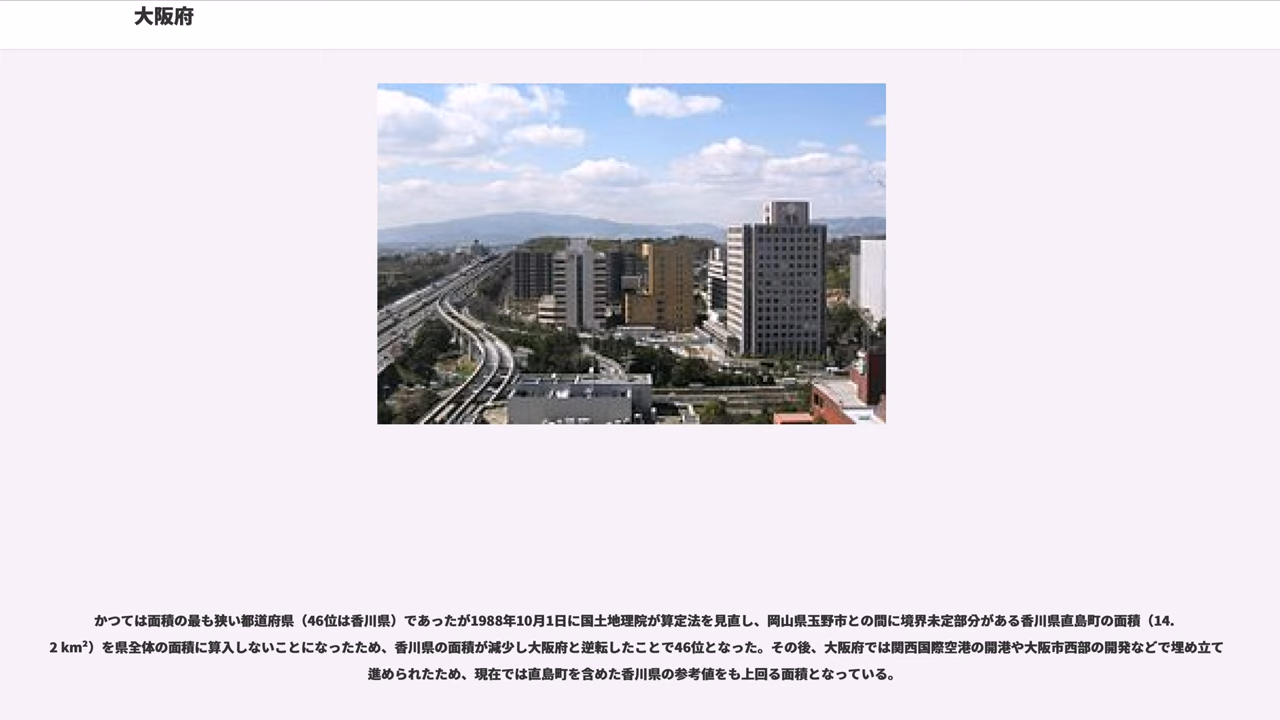 大阪府
かつては面積の最も狭い都道府県（46位は香川県）であったが1988年10月1日に国土地理院が算定法を見直し、岡山県玉野市との間に境界未定部分がある香川県直島町の面積（14.
2 km²）を県全体の面積に算入しないことになったため、香川県の面積が減少し大阪府と逆転したことで46位となった。その後、大阪府では関西国際空港の開港や大阪市西部の開発などで埋め立て
進められたため、現在では直島町を含めた香川県の参考値をも上回る面積となっている。